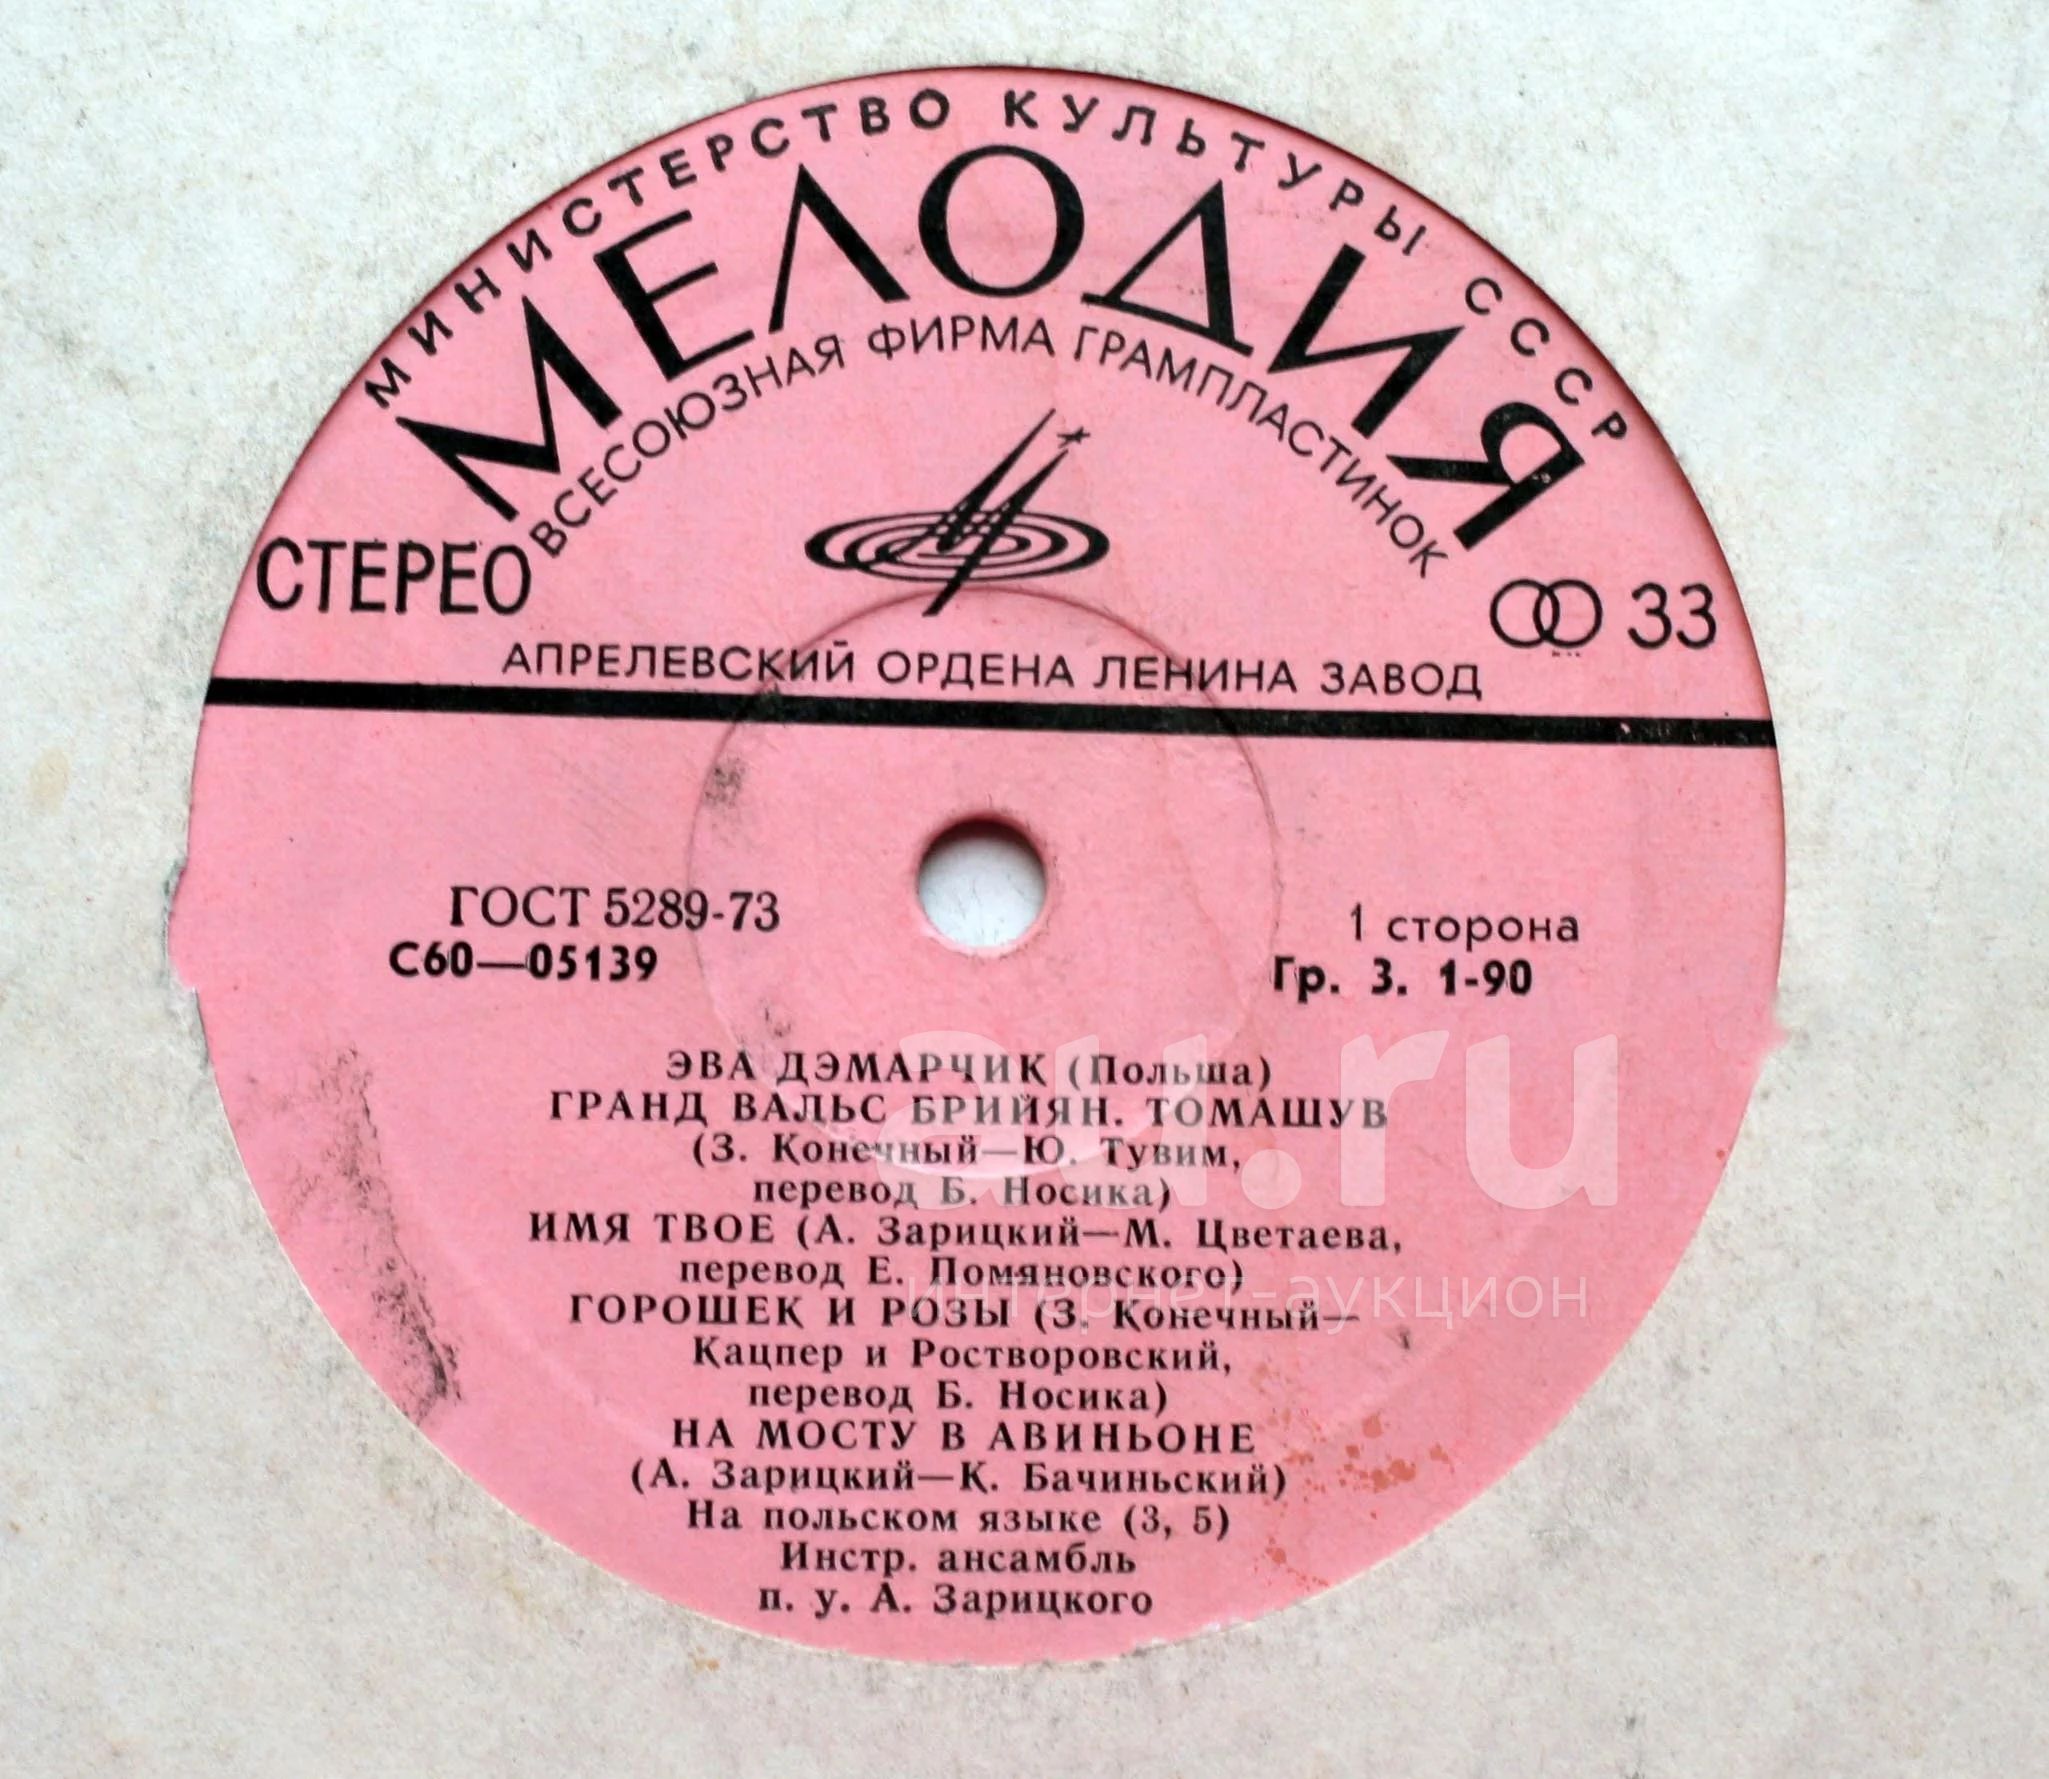 МИНИСТЕРСТВО КУЛЬТУРЫ СССР
МЕЛОДИЯ
ВСЕСОЮЗНАЯ ФИРМА ГРАМПЛАСТИНОК
СТЕРЕО
33
АПРЕЛЕВСКИЙ ОРДЕНА ЛЕНИНА ЗАВОД
ГОСТ 5289-73
С60—05139
1 сторона
Гр. 3. 1-90
ЭВА ДЭМАРЧИК (Польша)
ГРАНД ВАЛЬС БРИЙЯН. ТОМАШУВ
(З. Конечный—Ю. Тувим,
перевод Б. Носика)
ИМЯ ТВОЕ (А. Зарицкий—М. Цветаева,
перевод Е. Помяновского)
ГОРОШЕК И РОЗЫ (З. Конечный—
Кацпер и Ростворовский,
перевод Б. Носика)
НА МОСТУ В АВИНЬОНЕ
(А. Зарицкий—К. Бачиньский)
На польском языке (3, 5)
Инстр. ансамбль
п. у. А. Зарицкого
au.ru
интернет-аукцион